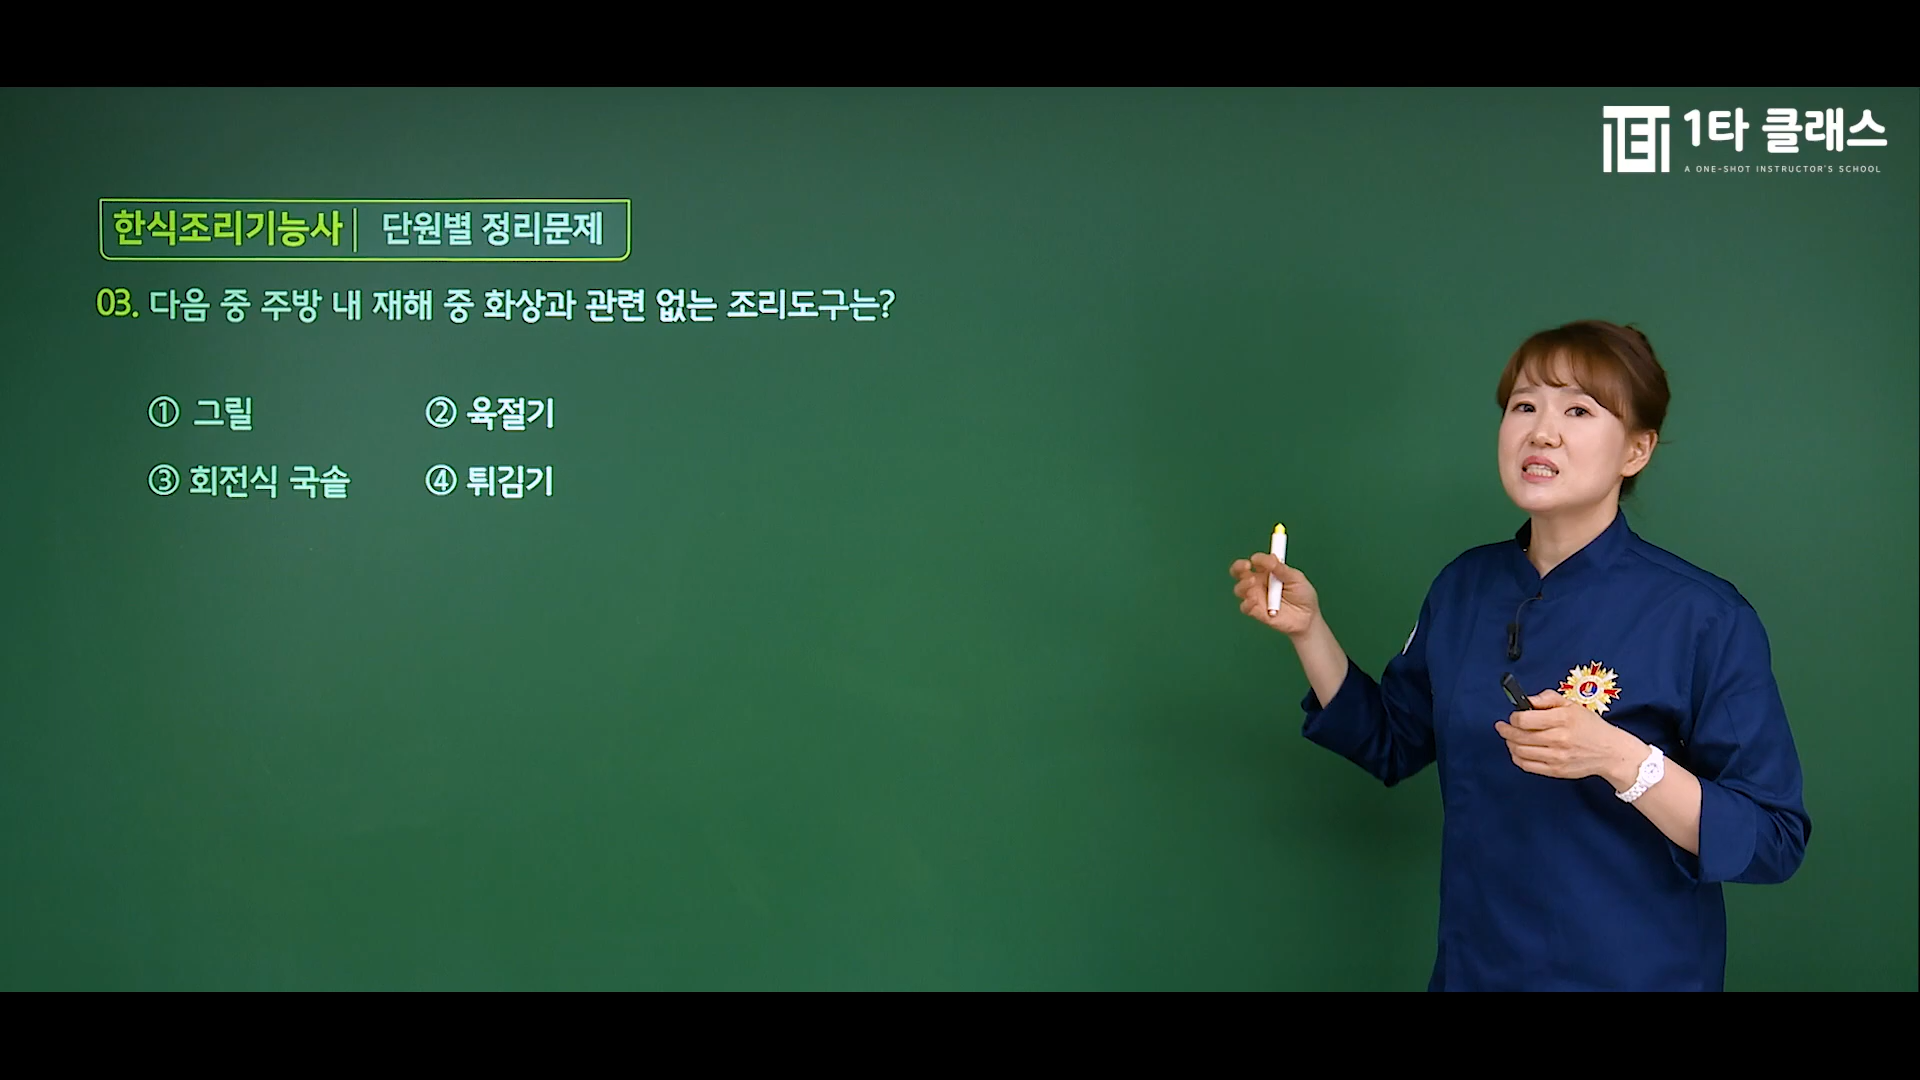 1타 클래스
A ONE-SHOT INSTRUCTOR'S SCHOOL
한식조리기능사 | 단원별 정리문제
03. 다음 중 주방 내 재해 중 화상과 관련 없는 조리도구는?
① 그릴 ② 육절기
③ 회전식 국솥 ④ 튀김기